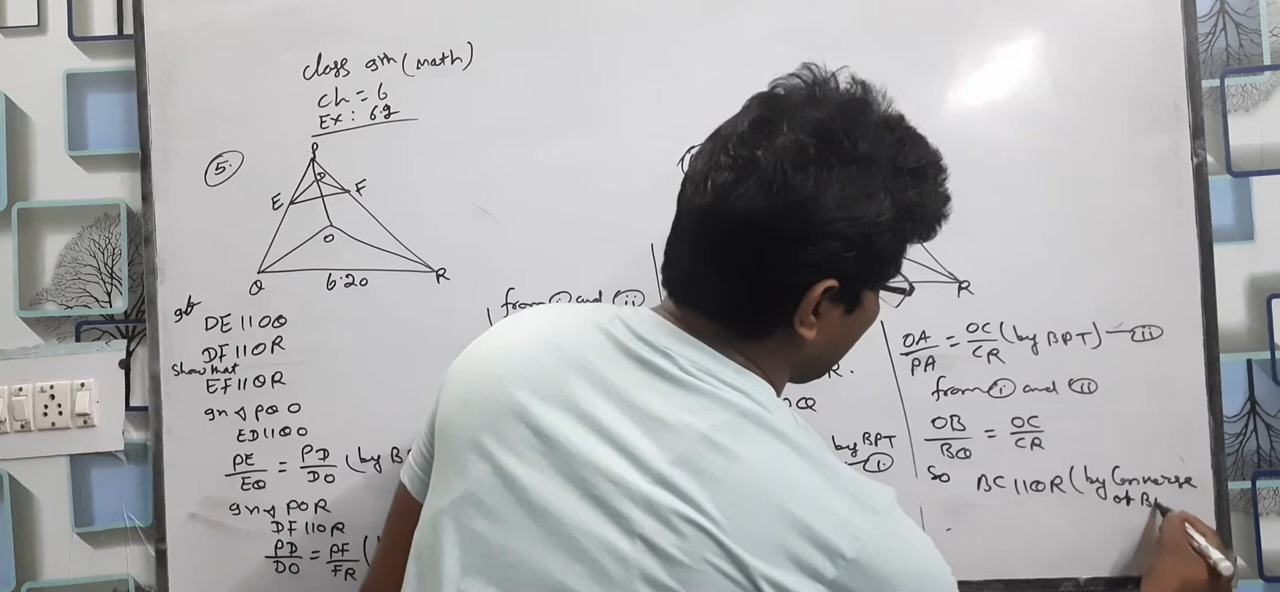 Class 9th (math)
Ch = 6
Ex: 6.2
5.
P
D
E
F
O
Q
6.20
R
DE || OQ
DF || OR
Show that
EF || QR
In △ PQO
ED || QO
PE/EQ = PD/DO (by B
In △ POR
DF || OR
PD/DO = PF/FR (
from (i) and (ii)
R
R.
OQ
by BPT
(i)
OA/PA = OC/CR (by BPT) — (ii)
from (i) and (ii)
OB/BQ = OC/CR
So BC || QR (by Converse
of B